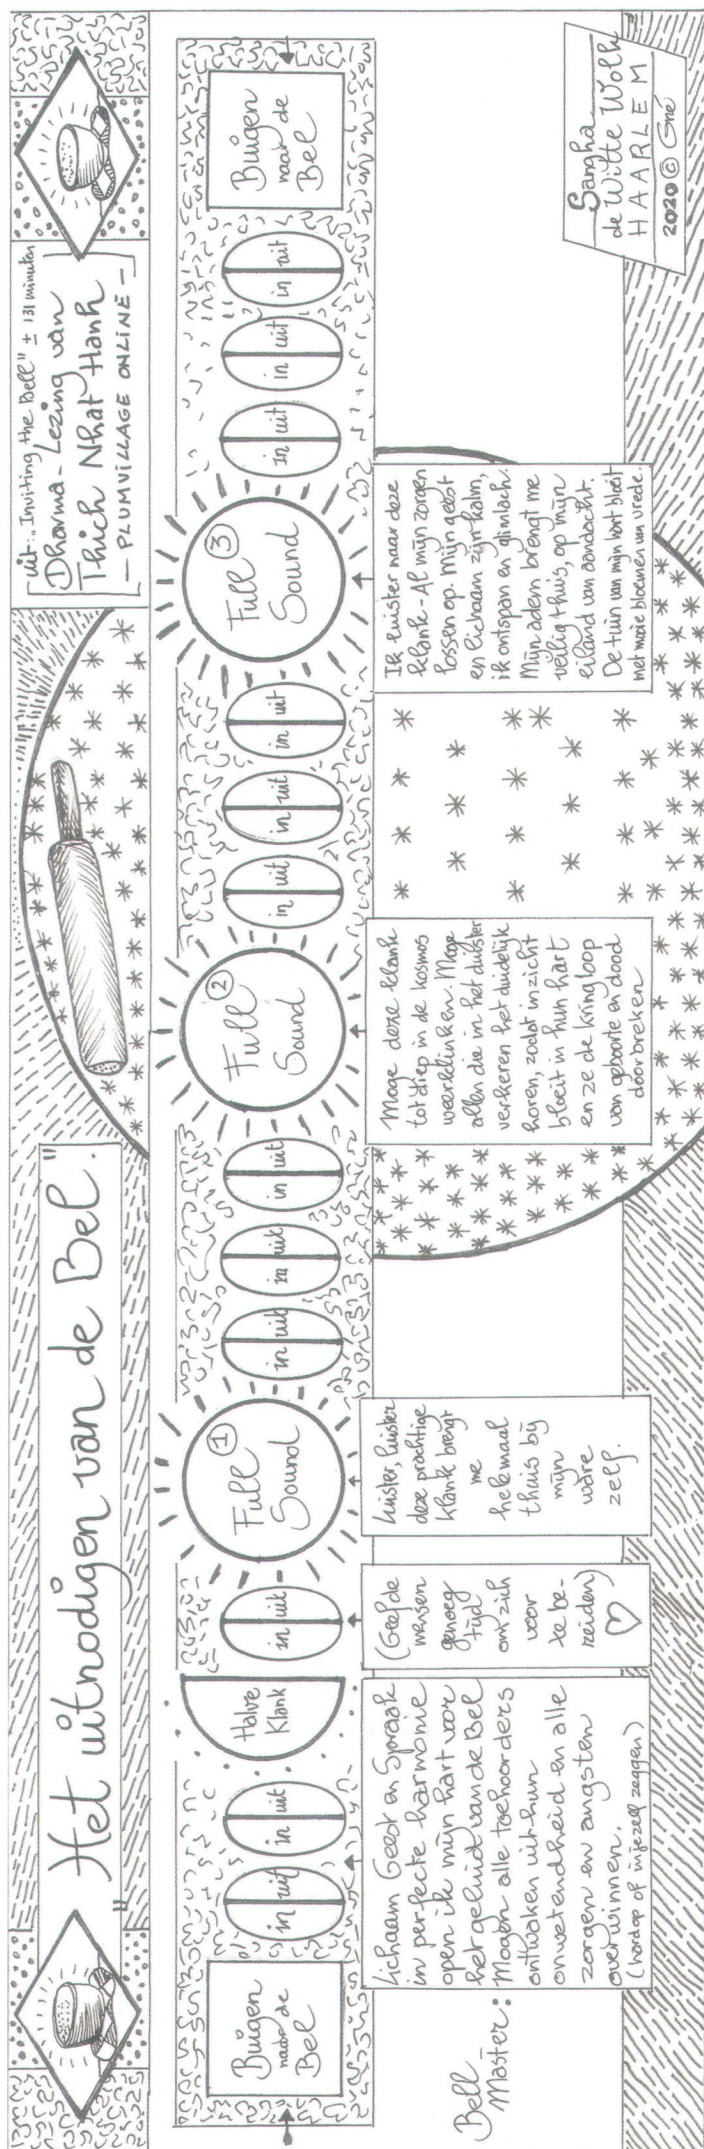 "Het uitnodigen van de Bel."
uit: "Inviting the Bell" ± 131 minuten
Dharma-Lezing van
Thich Nhat Hanh
- PLUMVILLAGE ONLINE -
Buigen
naar de
Bel
in uit
in uit
Halve
Klank
in uit
Full ①
Sound
in uit
in uit
in uit
Full ②
Sound
in uit
in uit
in uit
Full ③
Sound
in uit
in uit
in uit
Buigen
naar de
Bel
Bell
Master:
Lichaam Geest en Spraak
in perfecte harmonie
open ik mijn hart voor
het geluid van de Bel
Mogen alle toehoorders
ontwaken uit hun
onwetendheid en alle
zorgen en angsten
overwinnen.
(hardop of in jezelf zeggen)
(Geef de
mensen
genoeg
tijd
om zich
voor
te be-
reiden)
Luister, luister
deze prachtige
klank brengt
me
helemaal
thuis bij
mijn
ware
zelf.
Moge deze klank
tot diep in de kosmos
weerklinken. Moge
allen die in het duister
verkeren het duidelijk
horen, zodat inzicht
bloeit in hun hart
en ze de kringloop
van geboorte en dood
doorbreken
Ik luister naar deze
klank - Al mijn zorgen
lossen op. Mijn geest
en lichaam zijn kalm,
ik ontspan en glimlach.
Mijn adem brengt me
veilig thuis, op mijn
eiland van aandacht.
De tuin van mijn hart bloeit
met mooie bloemen van vrede.
Sangha
de Witte Wolk
HAARLEM
2020 © Gné